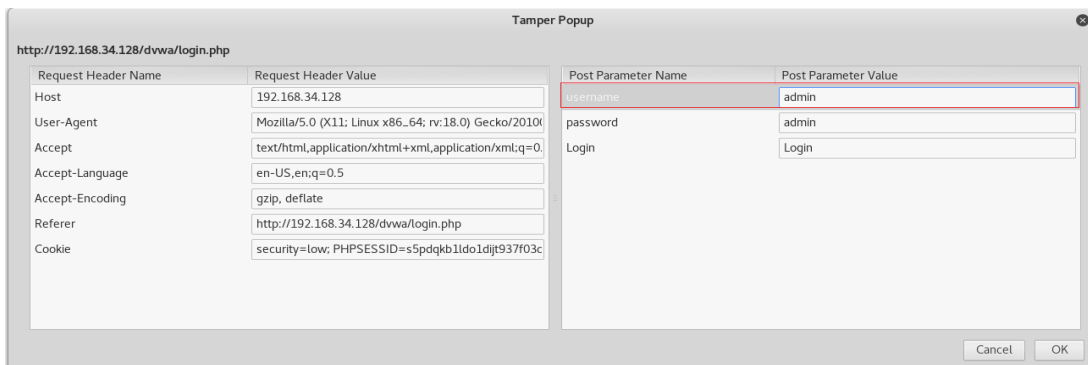 Tamper Popup
http://192.168.34.128/dvwa/login.php
Request Header Name Request Header Value
Host 192.168.34.128
User-Agent Mozilla/5.0 (X11; Linux x86_64; rv:18.0) Gecko/2010
Accept text/html,application/xhtml+xml,application/xml;q=0.
Accept-Language en-US,en;q=0.5
Accept-Encoding gzip, deflate
Referer http://192.168.34.128/dvwa/login.php
Cookie security=low; PHPSESSID=s5pdqkb1ldo1dijt937f03c
Post Parameter Name Post Parameter Value
username admin
password admin
Login Login
Cancel OK